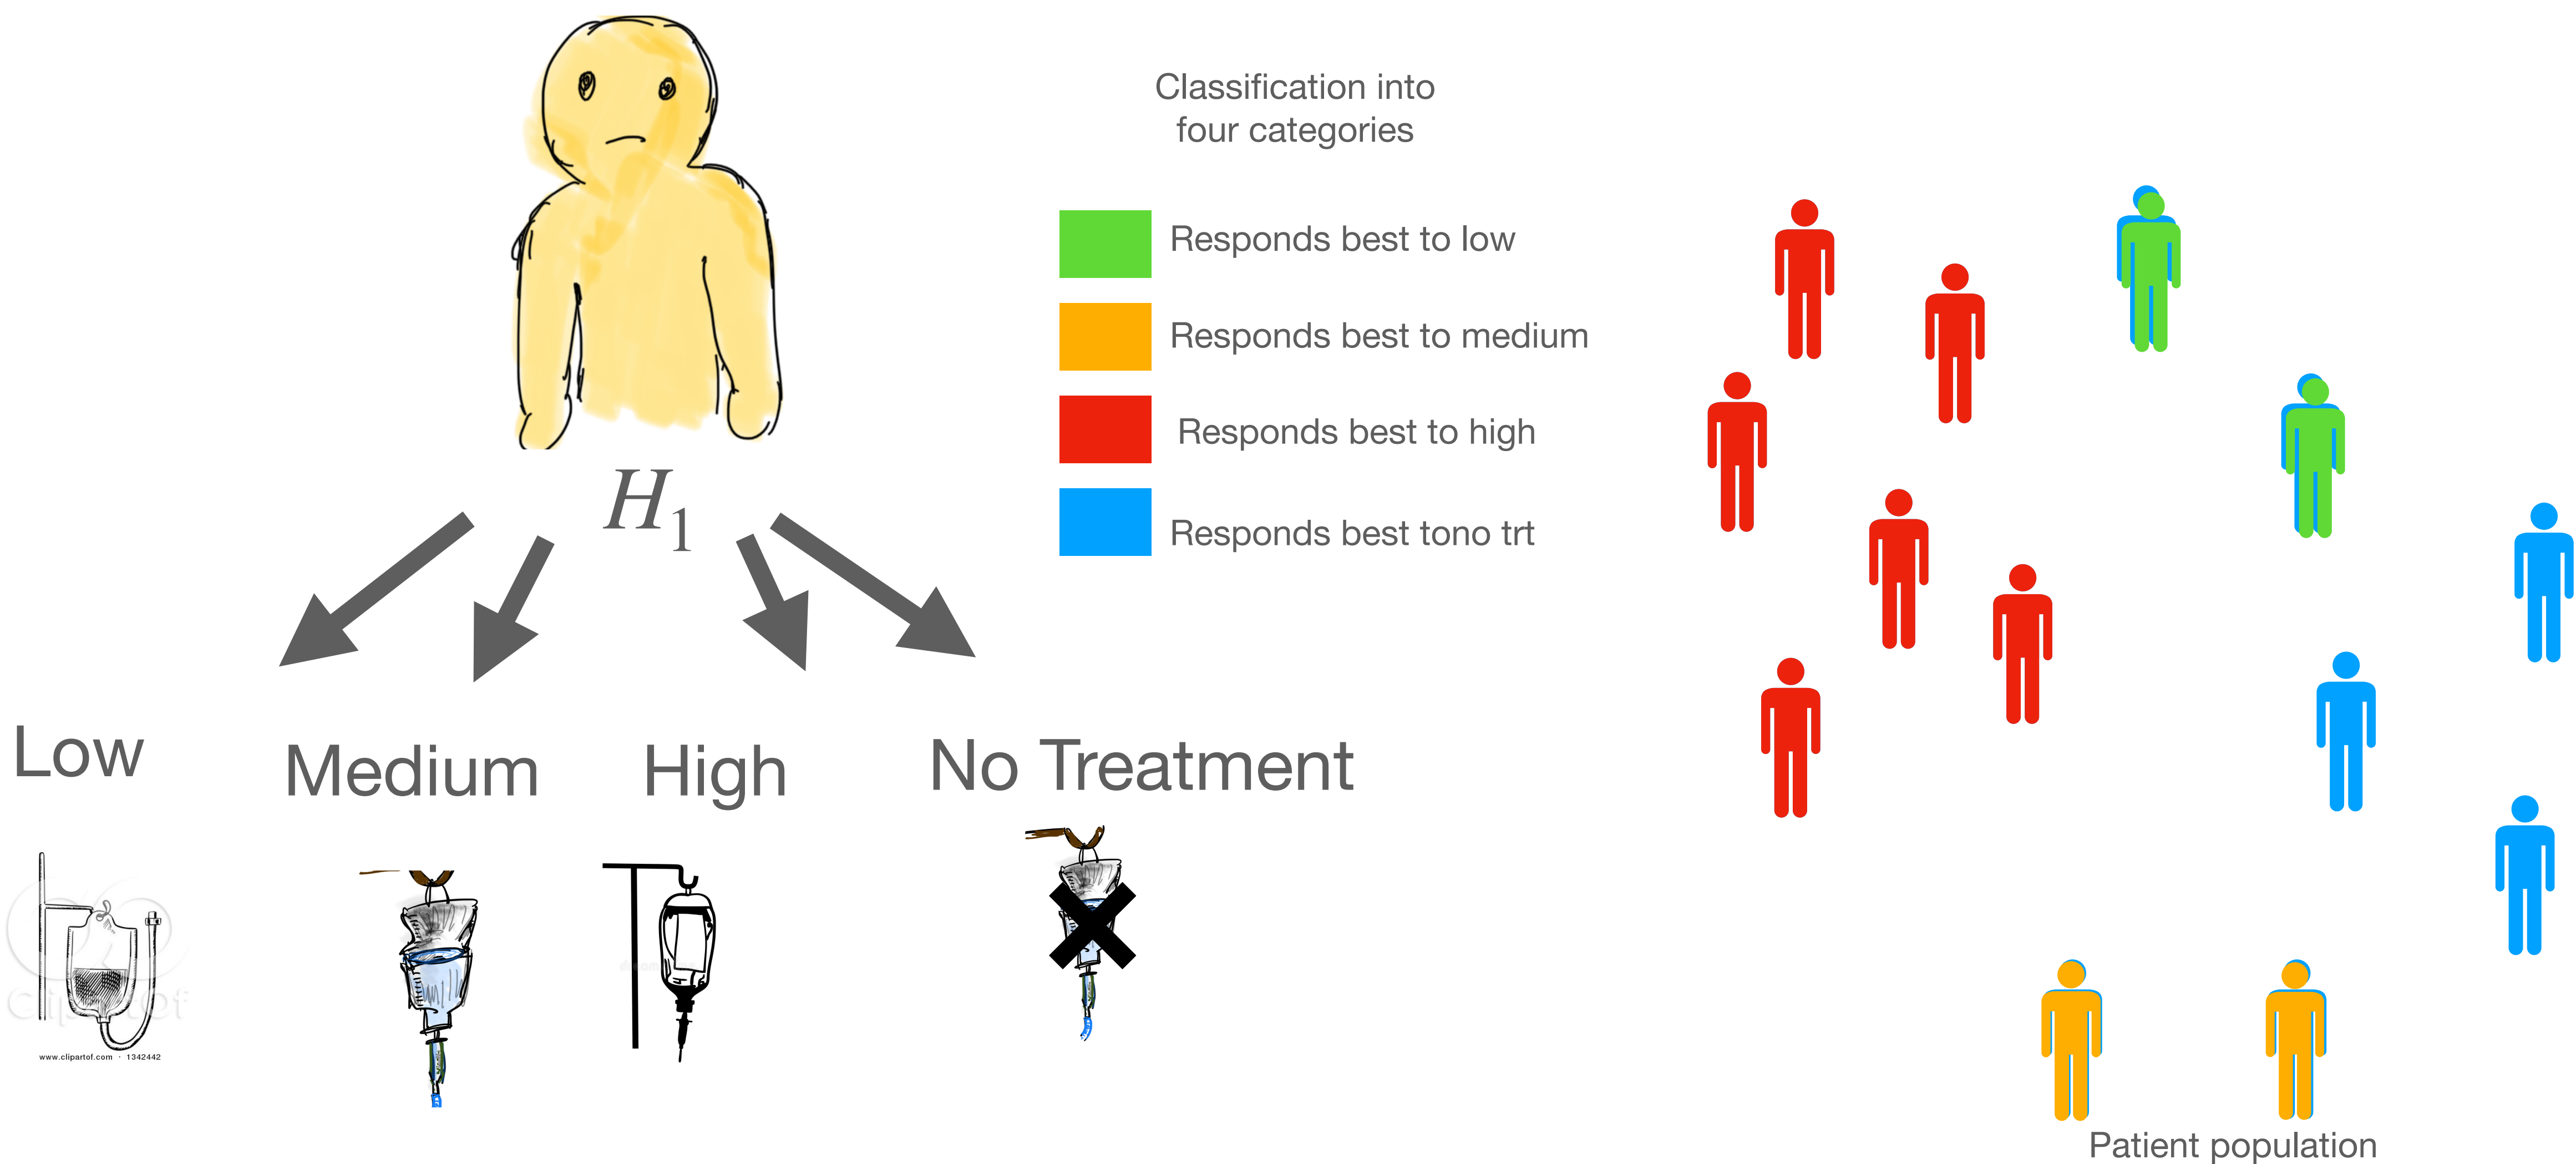 Classification into
four categories
Responds best to low
Responds best to medium
Responds best to high
Responds best tono trt
H1
Low
Medium
High
No Treatment
www.clipartof.com · 1342442
clipartof
Patient population